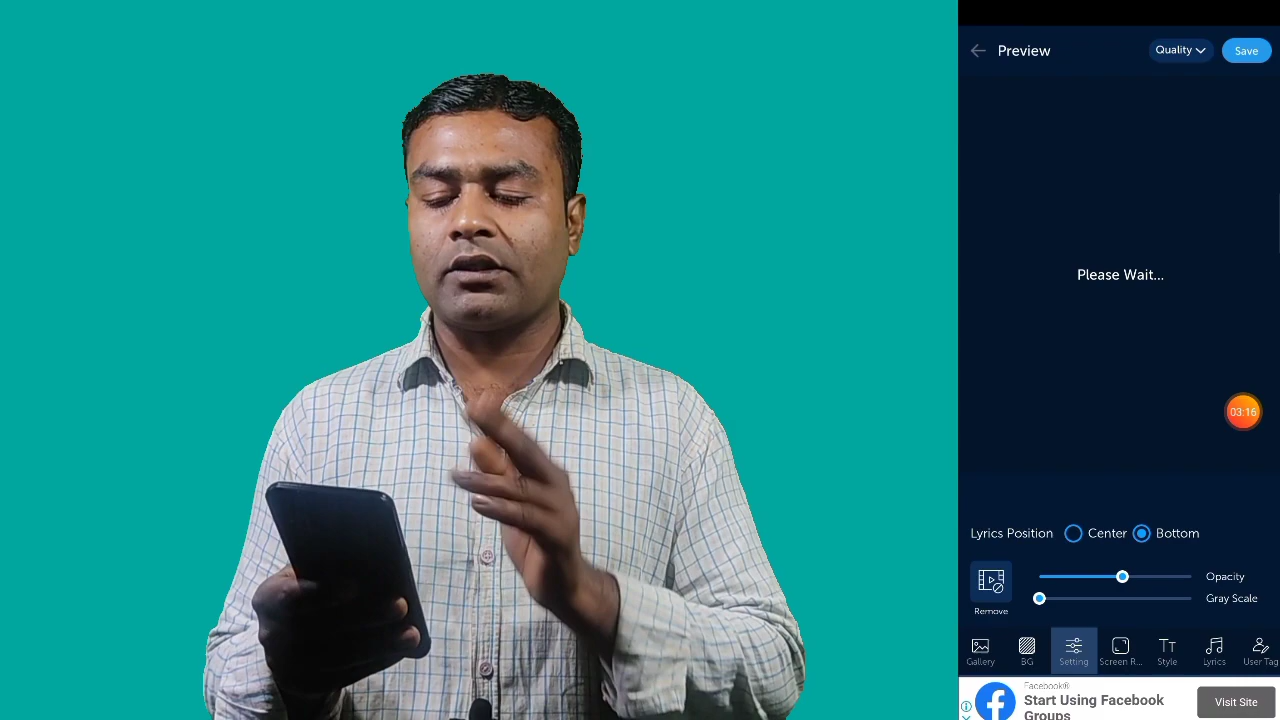 Preview
Quality
Save
Please Wait...
03:16
Lyrics Position Center Bottom
Opacity
Gray Scale
Remove
Gallery BG Setting Screen R... Style Lyrics User Tag
Facebook®
Start Using Facebook
Groups
Visit Site